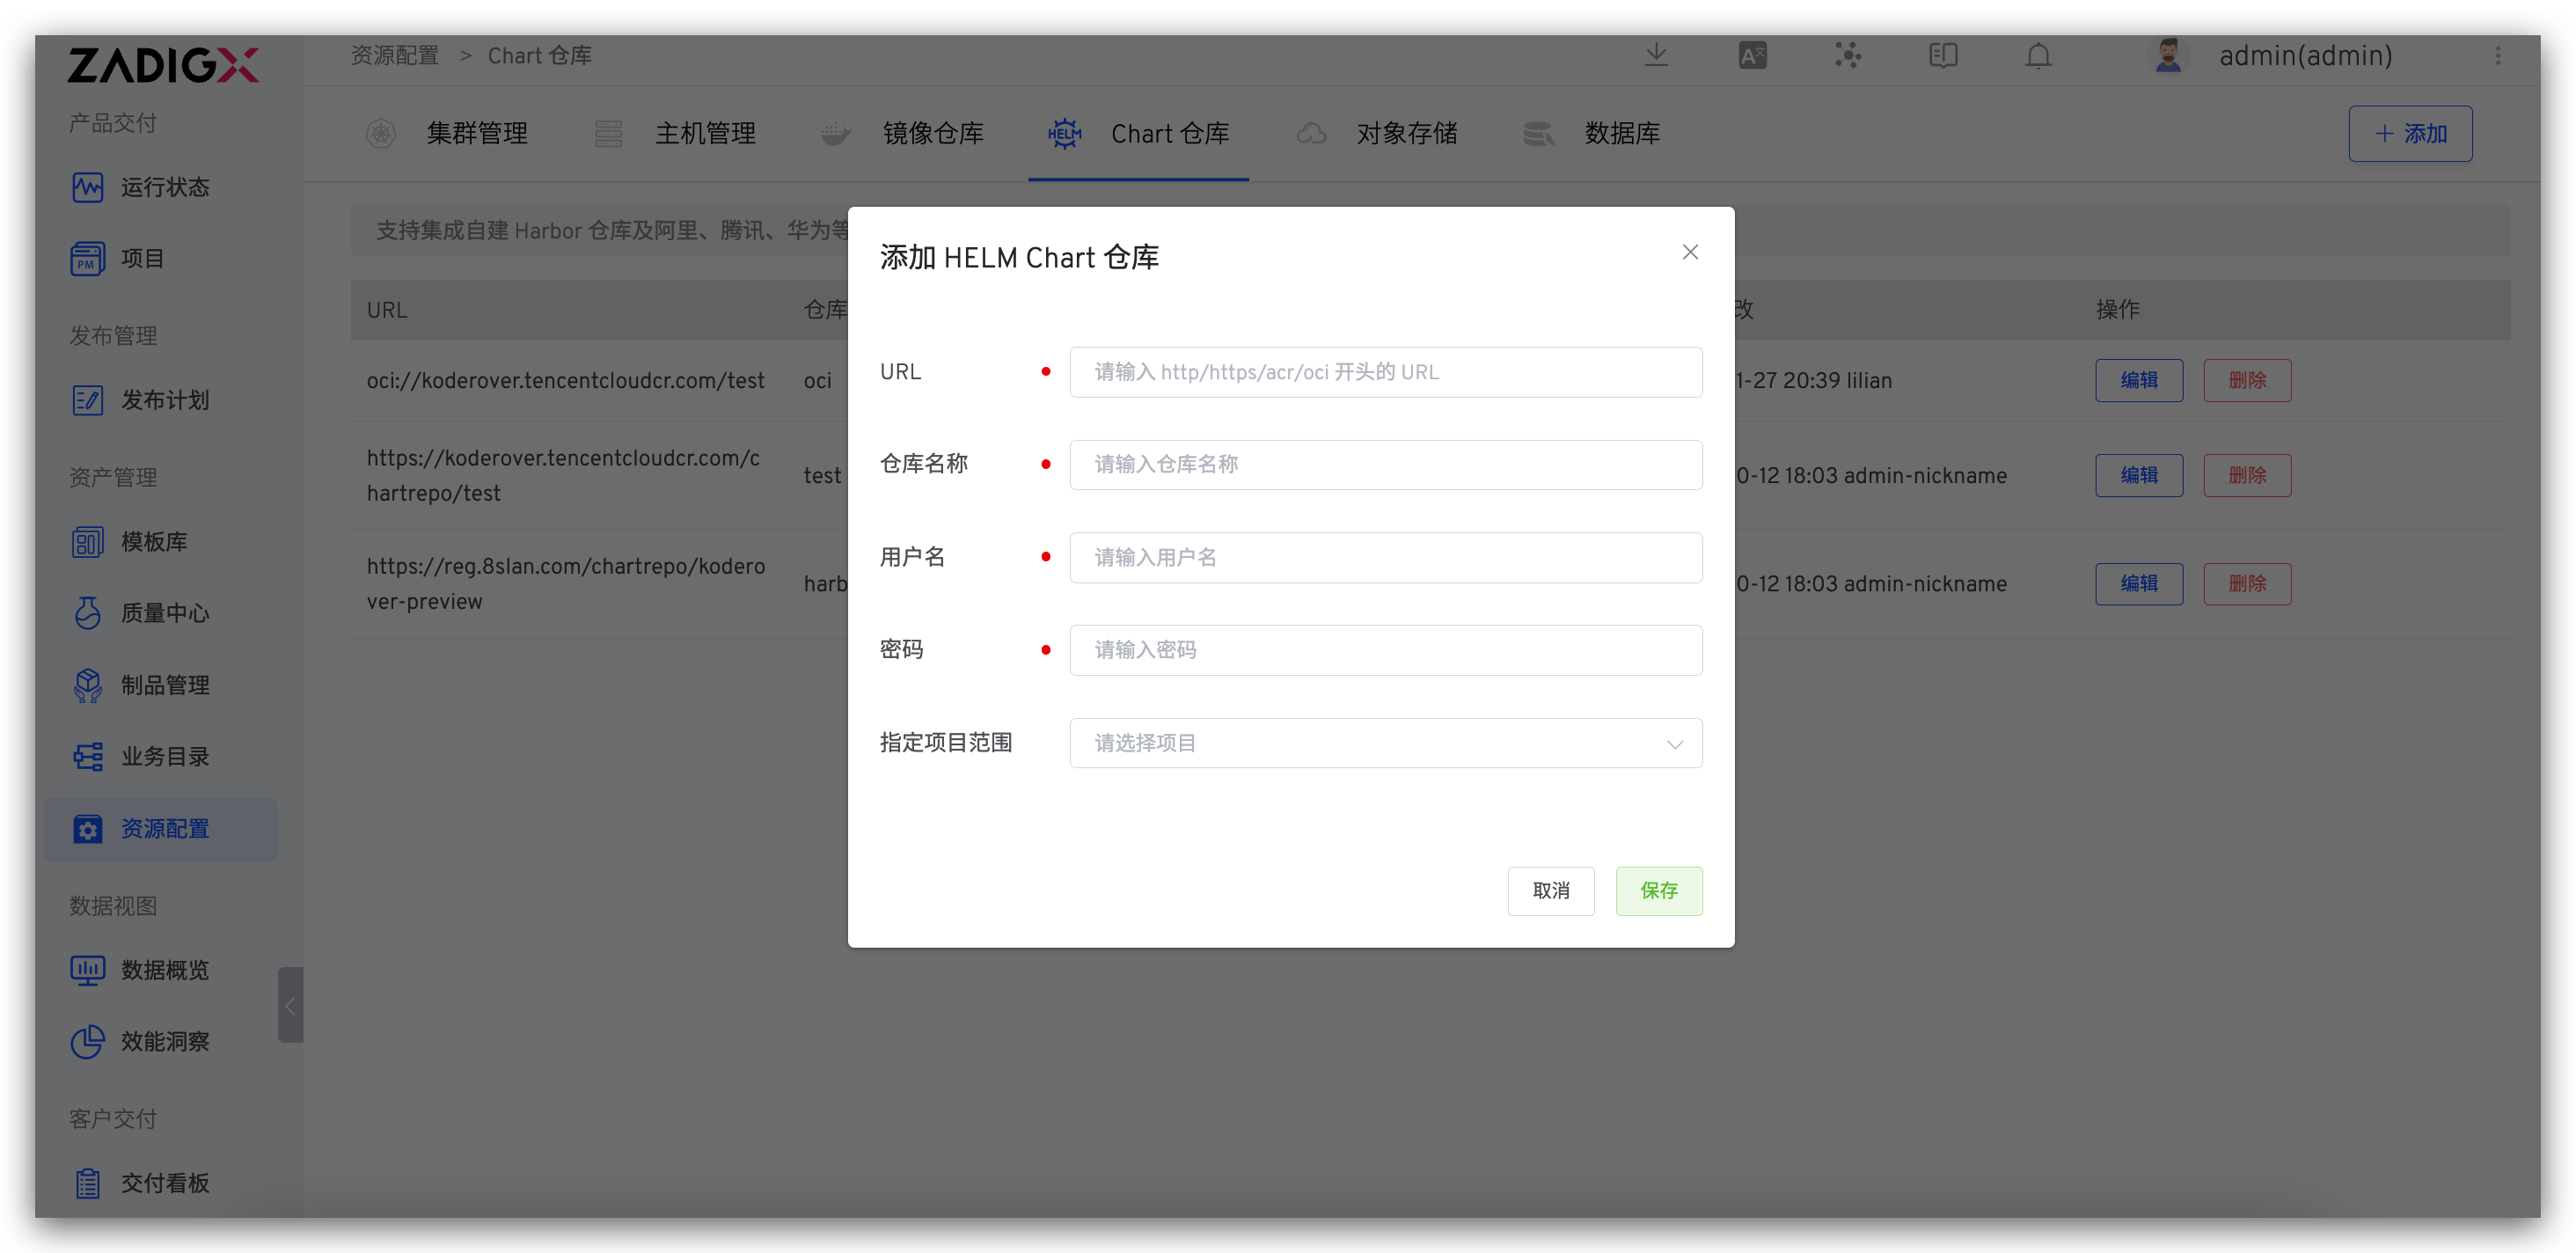 ZADIGX
资源配置 > Chart 仓库
admin(admin)
产品交付
运行状态
项目
发布管理
发布计划
资产管理
模板库
质量中心
制品管理
业务目录
资源配置
数据视图
数据概览
效能洞察
客户交付
交付看板
集群管理
主机管理
镜像仓库
HELM Chart 仓库
对象存储
数据库
+ 添加
支持集成自建 Harbor 仓库及阿里、腾讯、华为等
URL 仓库 改 操作
oci://koderover.tencentcloudcr.com/test oci 1-27 20:39 lilian 编辑 删除
https://koderover.tencentcloudcr.com/c
hartrepo/test
test 0-12 18:03 admin-nickname 编辑 删除
https://reg.8slan.com/chartrepo/kodero
ver-preview
harb 0-12 18:03 admin-nickname 编辑 删除
添加 HELM Chart 仓库
URL 请输入 http/https/acr/oci 开头的 URL
仓库名称 请输入仓库名称
用户名 请输入用户名
密码 请输入密码
指定项目范围 请选择项目
取消 保存